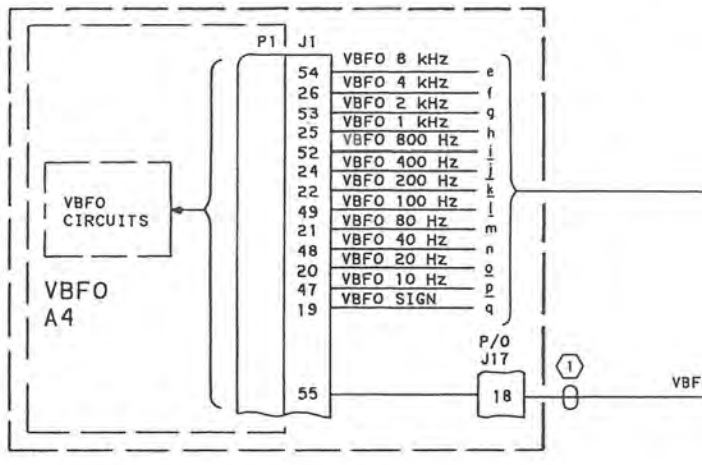 P1 J1
VBFO 8 kHz
54 e
VBFO 4 kHz
26 f
VBFO 2 kHz
53 g
VBFO 1 kHz
25 h
VBFO 800 Hz
52 i
VBFO 400 Hz
24 j
VBFO 200 Hz
22 k
VBFO 100 Hz
49 l
VBFO 80 Hz
21 m
VBFO 40 Hz
48 n
VBFO 20 Hz
20 o
VBFO 10 Hz
47 p
VBFO SIGN
19 q
VBFO
CIRCUITS
VBFO
A4
P/O
J17
55 18
1
VBF